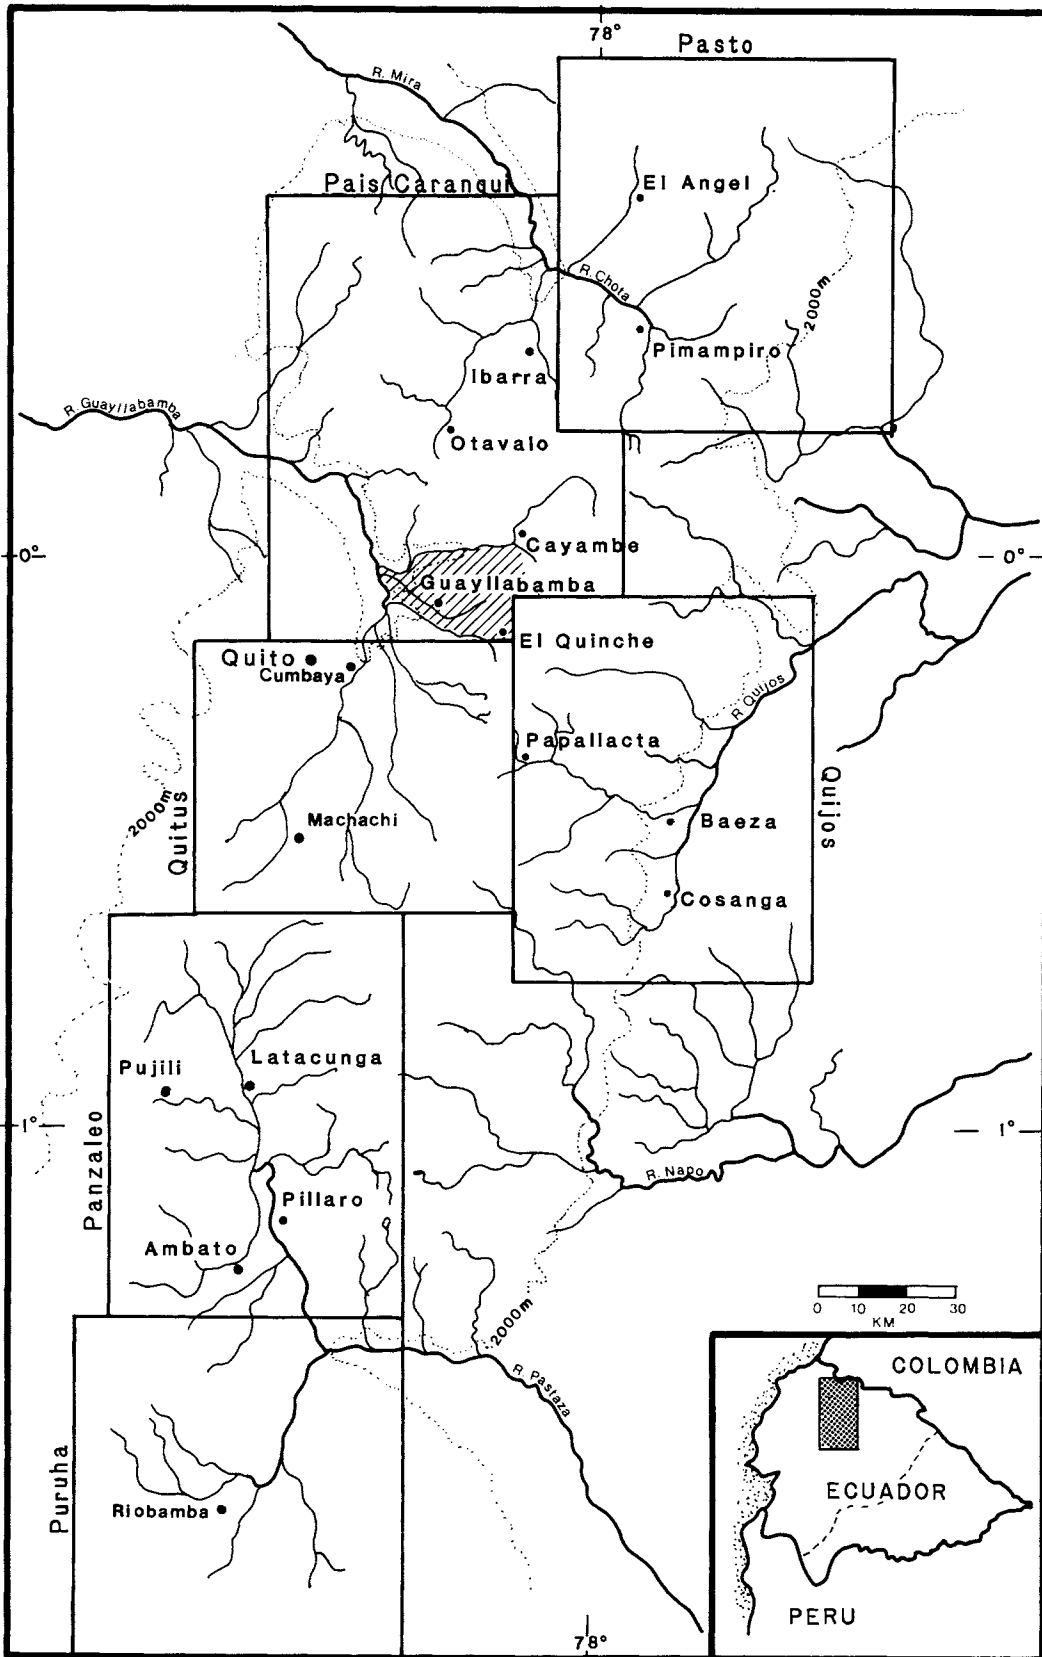 78°
Pasto
R. Mira
Pais Caranqui
El Angel
R. Chota
2000m
Pimampiro
Ibarra
R. Guayllabamba
Otavalo
Cayambe
0°
0°
Guayllabamba
El Quinche
Quito
Cumbaya
R. Quijos
Papallacta
Quijos
2000m
Quitus
Machachi
Baeza
Cosanga
Latacunga
Pujili
1°
1°
Panzaleo
R. Napo
Pillaro
Ambato
2000m
0 10 20 30
KM
R. Pastaza
COLOMBIA
Puruha
ECUADOR
Riobamba
PERU
78°